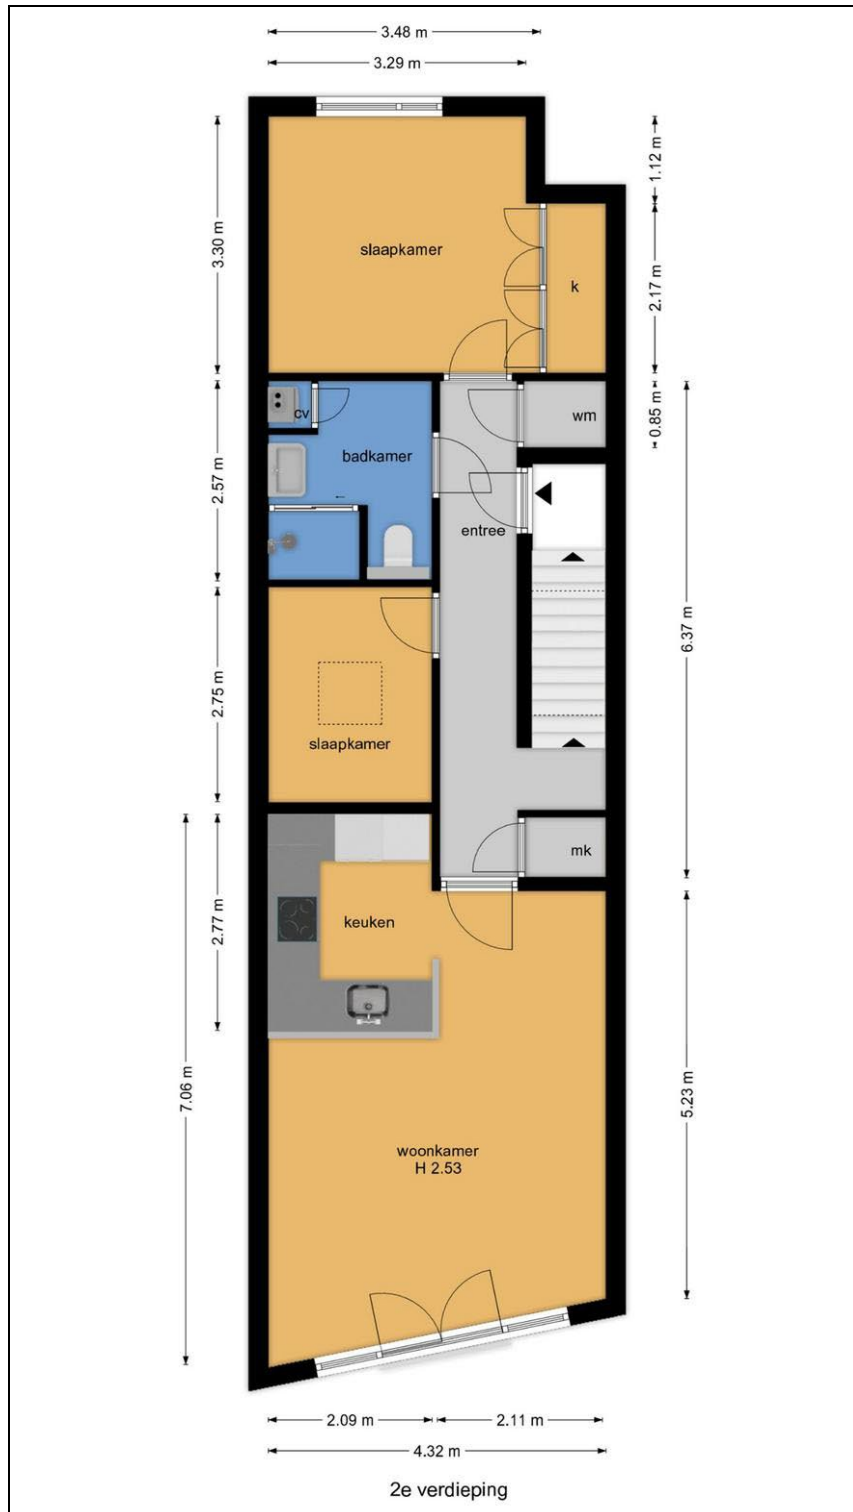 3.48 m
3.29 m
1.12 m
3.30 m
slaapkamer
2.17 m
k
cv
wm
0.85 m
badkamer
2.57 m
←
entree
6.37 m
2.75 m
slaapkamer
mk
2.77 m
keuken
7.06 m
5.23 m
woonkamer
H 2.53
2.09 m
2.11 m
4.32 m
2e verdieping